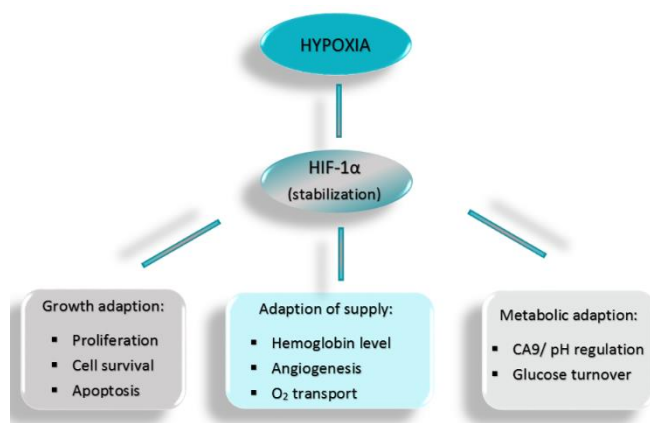 HYPOXIA
HIF-1α
(stabilization)
Growth adaption:
▪ Proliferation
▪ Cell survival
▪ Apoptosis
Adaption of supply:
▪ Hemoglobin level
▪ Angiogenesis
▪ O₂ transport
Metabolic adaption:
▪ CA9/ pH regulation
▪ Glucose turnover